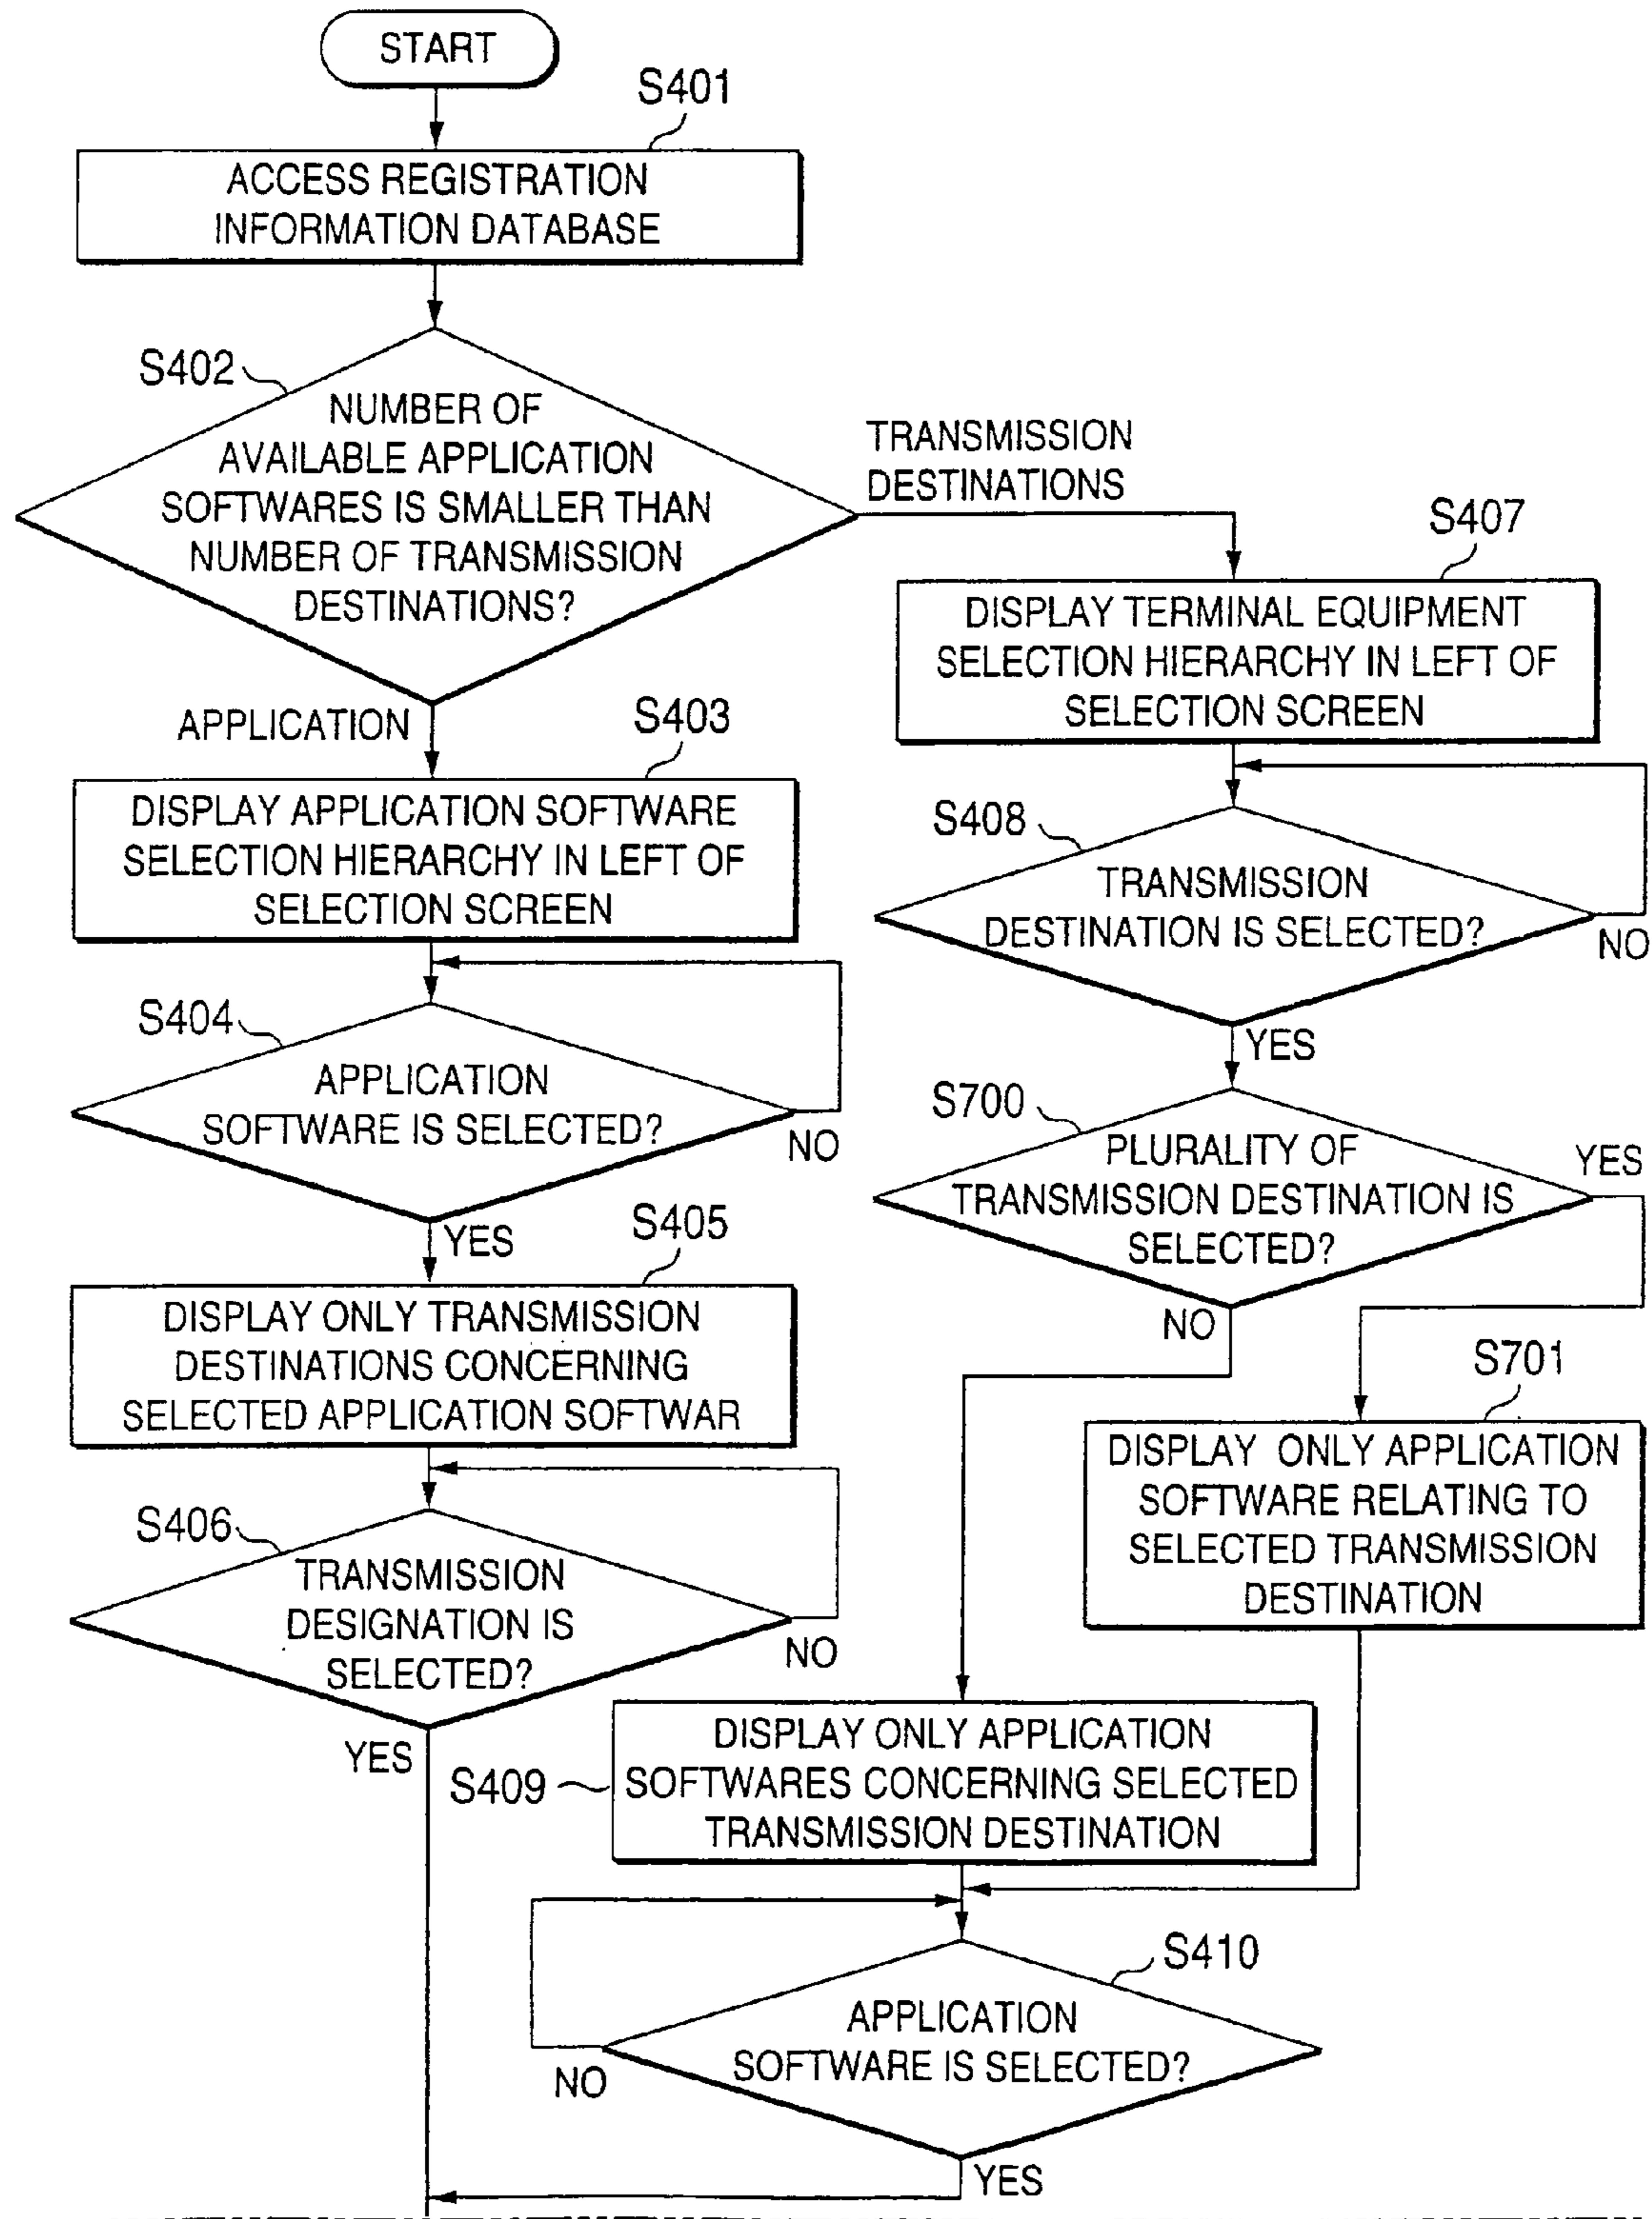 START
S401
ACCESS REGISTRATION
INFORMATION DATABASE
S402
NUMBER OF
AVAILABLE APPLICATION
SOFTWARES IS SMALLER THAN
NUMBER OF TRANSMISSION
DESTINATIONS?
TRANSMISSION
DESTINATIONS
APPLICATION
S403
DISPLAY APPLICATION SOFTWARE
SELECTION HIERARCHY IN LEFT OF
SELECTION SCREEN
S404
APPLICATION
SOFTWARE IS SELECTED?
NO
YES
S405
DISPLAY ONLY TRANSMISSION
DESTINATIONS CONCERNING
SELECTED APPLICATION SOFTWAR
S406
TRANSMISSION
DESIGNATION IS
SELECTED?
NO
YES
S407
DISPLAY TERMINAL EQUIPMENT
SELECTION HIERARCHY IN LEFT OF
SELECTION SCREEN
S408
TRANSMISSION
DESTINATION IS SELECTED?
NO
YES
S700
PLURALITY OF
TRANSMISSION DESTINATION IS
SELECTED?
YES
NO
S701
DISPLAY ONLY APPLICATION
SOFTWARE RELATING TO
SELECTED TRANSMISSION
DESTINATION
S409
DISPLAY ONLY APPLICATION
SOFTWARES CONCERNING SELECTED
TRANSMISSION DESTINATION
S410
APPLICATION
SOFTWARE IS SELECTED?
NO
YES